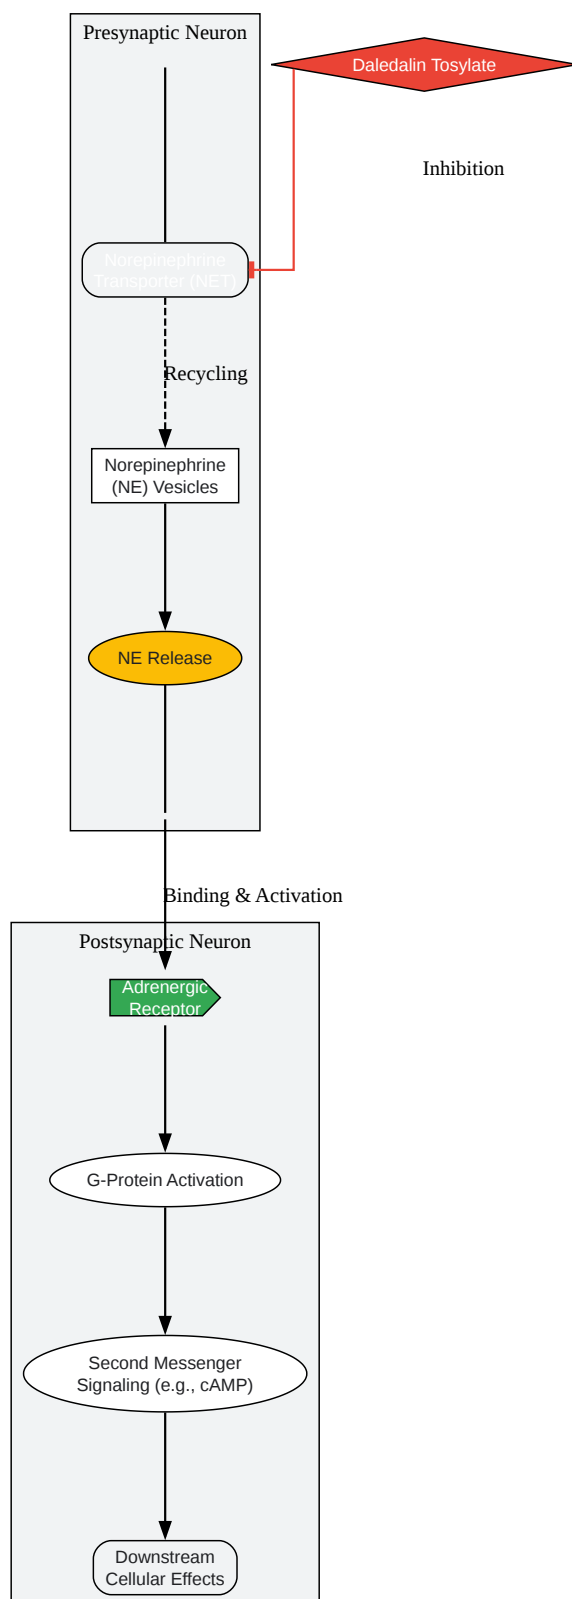 Presynaptic Neuron
Daledalin Tosylate
Inhibition
Norepinephrine
Transporter (NET)
Recycling
Norepinephrine
(NE) Vesicles
NE Release
Binding & Activation
Postsynaptic Neuron
Adrenergic
Receptor
G-Protein Activation
Second Messenger
Signaling (e.g., cAMP)
Downstream
Cellular Effects